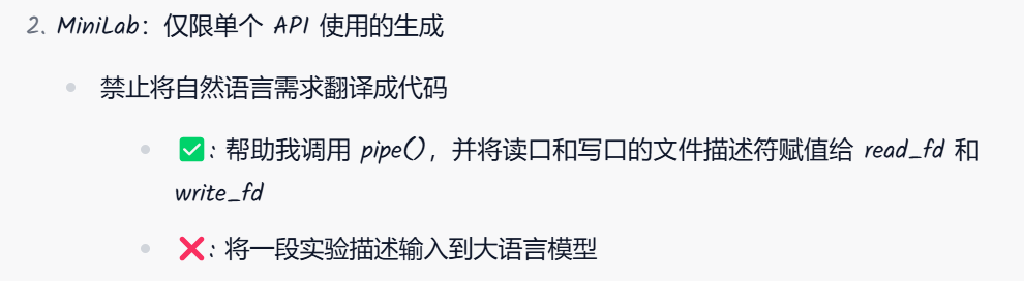 2. MiniLab：仅限单个 API 使用的生成
禁止将自然语言需求翻译成代码
✅：帮助我调用 pipe()，并将读口和写口的文件描述符赋值给 read_fd 和
write_fd
❌：将一段实验描述输入到大语言模型